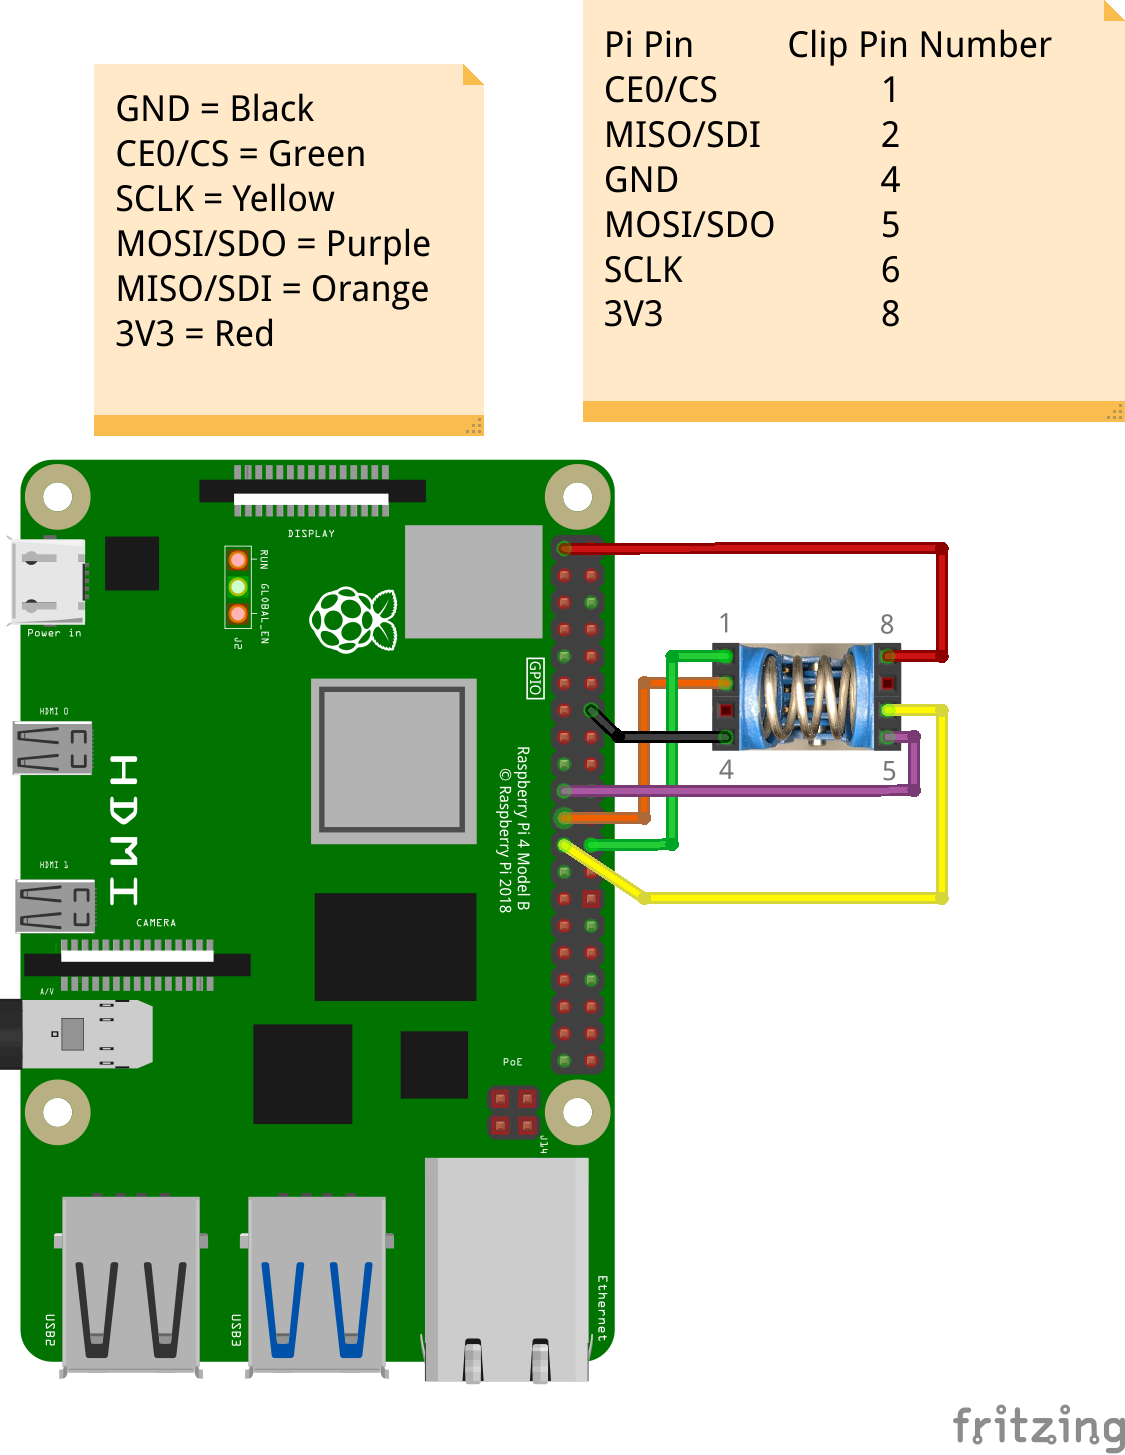 Pi Pin Clip Pin Number
CE0/CS 1
MISO/SDI 2
GND 4
MOSI/SDO 5
SCLK 6
3V3 8
GND = Black
CE0/CS = Green
SCLK = Yellow
MOSI/SDO = Purple
MISO/SDI = Orange
3V3 = Red
DISPLAY
RUN
GLOBAL_EN
J2
Power in
GPIO
1
8
4
5
HDMI 0
HDMI
HDMI 1
Raspberry Pi 4 Model B
© Raspberry Pi 2018
CAMERA
A/V
PoE
J14
USB2
USB3
Ethernet
fritzing